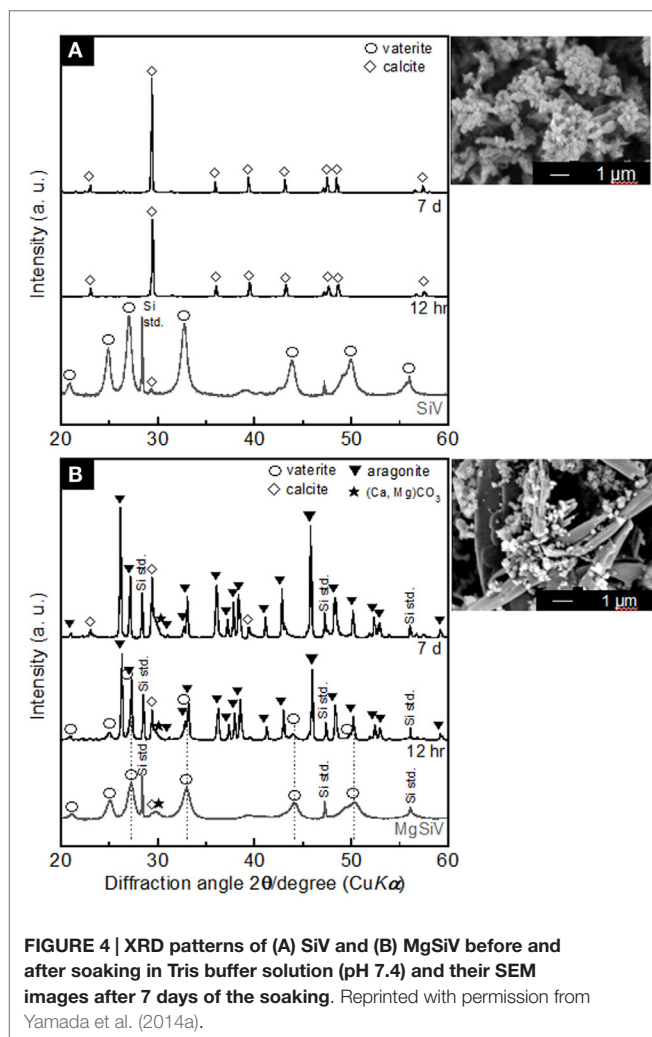 A
○ vaterite
◇ calcite
7 d
12 hr
Si
std.
SiV
Intensity (a. u.)
20 30 40 50 60
1 µm
B
○ vaterite ▼ aragonite
◇ calcite ★ (Ca, Mg)CO₃
Si std.
Si std.
Si std.
7 d
Si std.
Si std.
Si std.
12 hr
Si std
Si std.
Si std.
MgSiV
Intensity (a. u.)
20 30 40 50 60
Diffraction angle 2θ/degree (CuKα)
1 µm
FIGURE 4 | XRD patterns of (A) SiV and (B) MgSiV before and
after soaking in Tris buffer solution (pH 7.4) and their SEM
images after 7 days of the soaking. Reprinted with permission from
Yamada et al. (2014a).